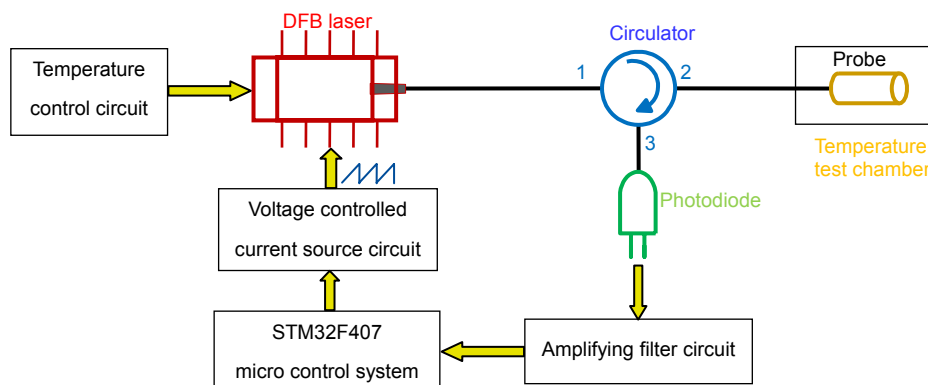 DFB laser
Circulator
Temperature
control circuit
1
2
Probe
3
Temperature
test chamber
Photodiode
Voltage controlled
current source circuit
STM32F407
micro control system
Amplifying filter circuit